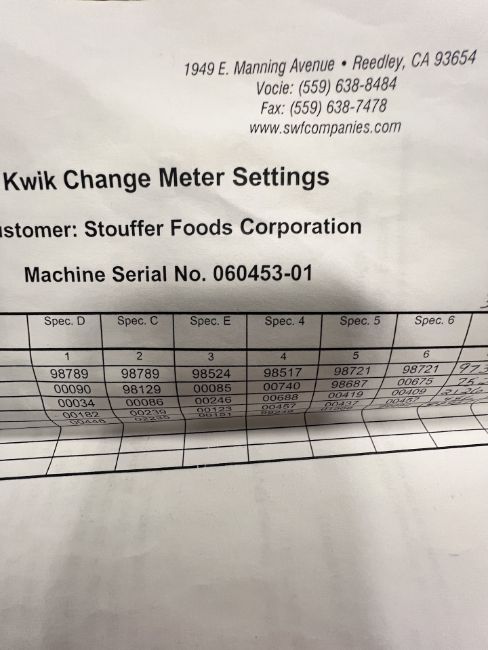 1949 E. Manning Avenue • Reedley, CA 93654
Vocie: (559) 638-8484
Fax: (559) 638-7478
www.swfcompanies.com
Kwik Change Meter Settings
ustomer: Stouffer Foods Corporation
Machine Serial No. 060453-01
Spec. D Spec. C Spec. E Spec. 4 Spec. 5 Spec. 6
1 2 3 4 5 6
98789 98789 98524 98517 98721 98721
00090 98129 00085 00740 98687 00675
00034 00086 00246 00688 00419 00409
00182 00239 00123 00457 00437 00457